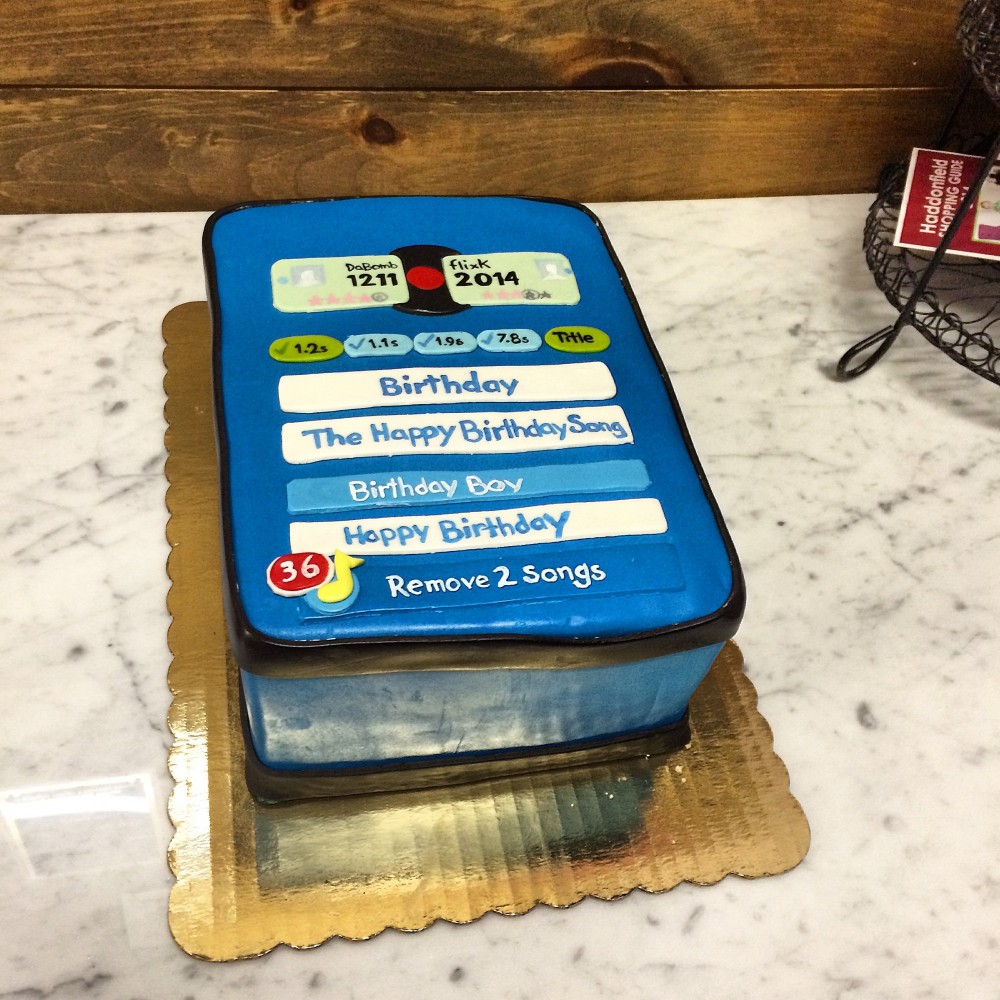 DaBomb flixK
1211 2014
1.2s 1.1s 1.9s 7.8s Title
Birthday
The Happy Birthday Song
Birthday Boy
Happy Birthday
36 Remove 2 Songs
Haddonfield
SHOPPING GUIDE